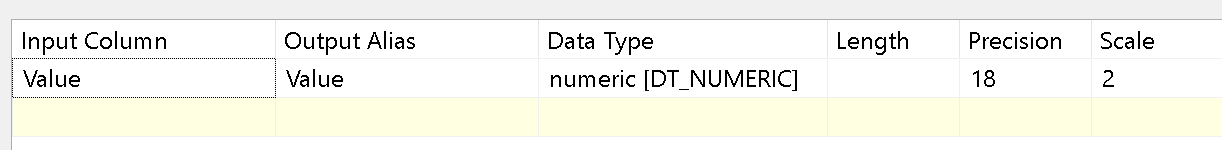 Input Column Output Alias Data Type Length Precision Scale
Value Value numeric [DT_NUMERIC] 18 2